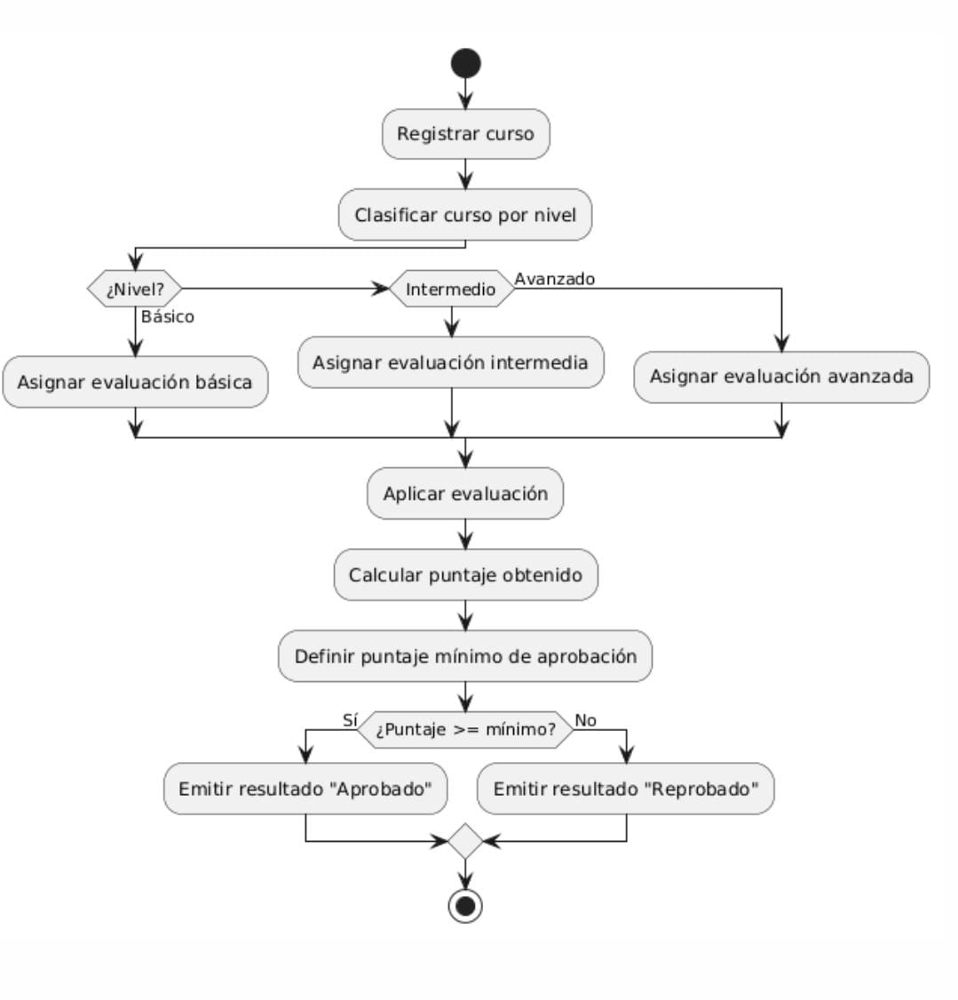 Registrar curso
Clasificar curso por nivel
¿Nivel?
Básico
Intermedio
Avanzado
Asignar evaluación básica
Asignar evaluación intermedia
Asignar evaluación avanzada
Aplicar evaluación
Calcular puntaje obtenido
Definir puntaje mínimo de aprobación
Sí
¿Puntaje >= mínimo?
No
Emitir resultado "Aprobado"
Emitir resultado "Reprobado"